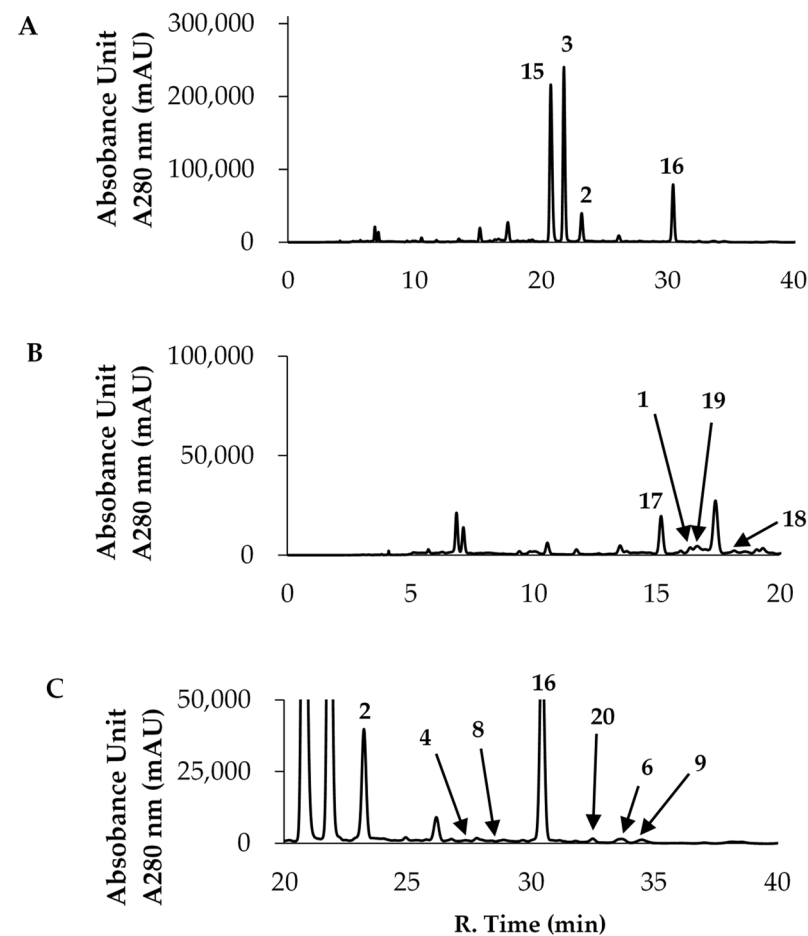 A
Absobance Unit
A280 nm (mAU)
300,000
200,000
100,000
0
15
3
2
16
0 10 20 30 40
B
Absobance Unit
A280 nm (mAU)
100,000
50,000
0
1
19
17
18
0 5 10 15 20
C
Absobance Unit
A280 nm (mAU)
50,000
25,000
0
2
4
8
16
20
6
9
20 25 30 35 40
R. Time (min)